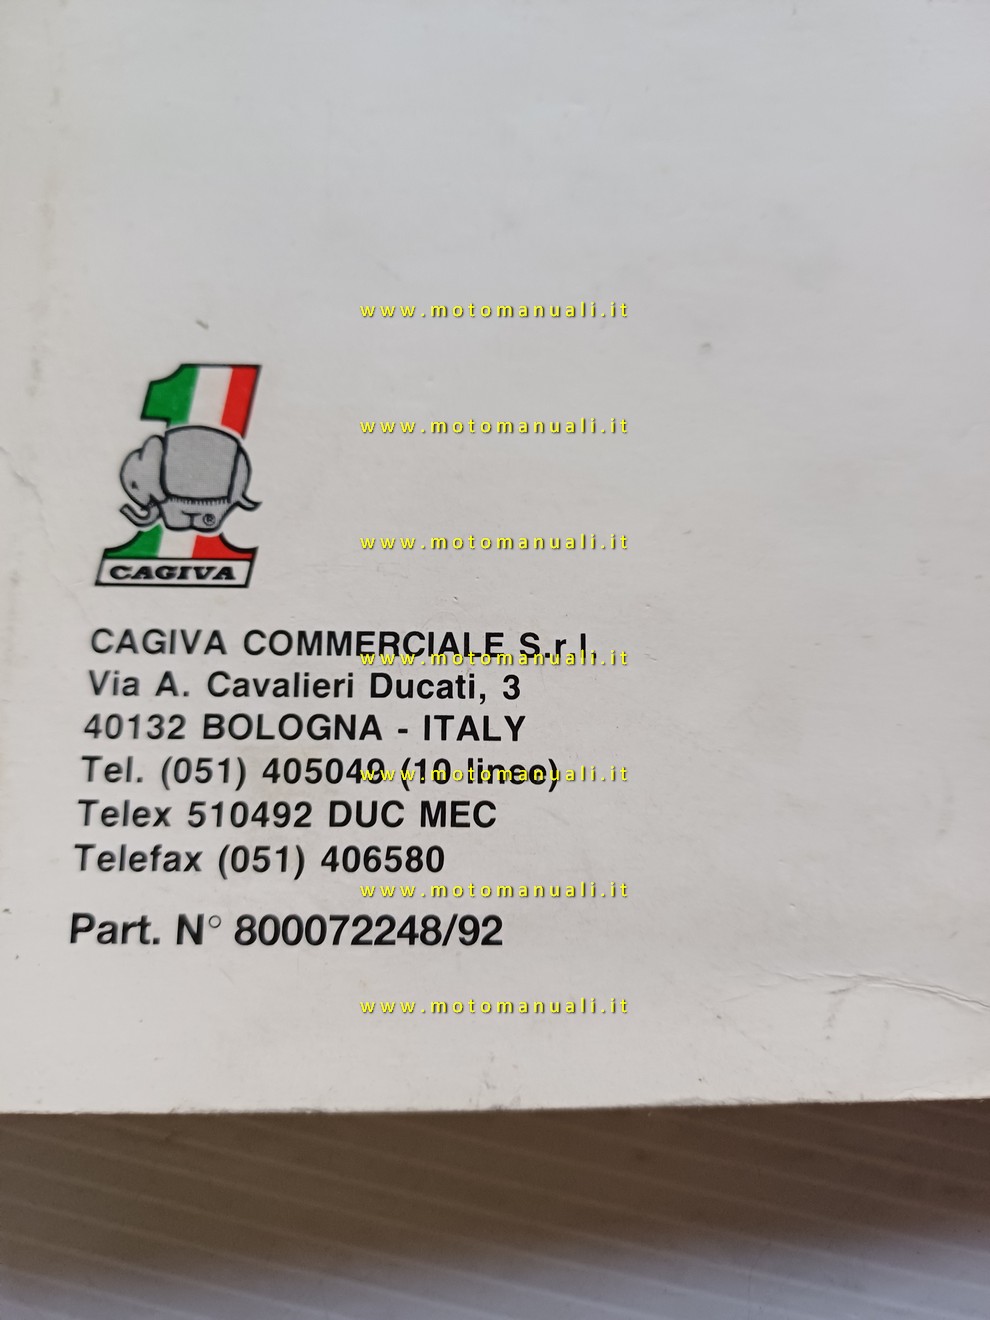 www.motomanuali.it
www.motomanuali.it
www.motomanuali.it
CAGIVA
CAGIVA COMMERCIALE S.r.l.
www.motomanuali.it
Via A. Cavalieri Ducati, 3
40132 BOLOGNA - ITALY
Tel. (051) 405049 (10 linee)
www.motomanuali.it
Telex 510492 DUC MEC
Telefax (051) 406580
www.motomanuali.it
Part. N° 800072248/92
www.motomanuali.it